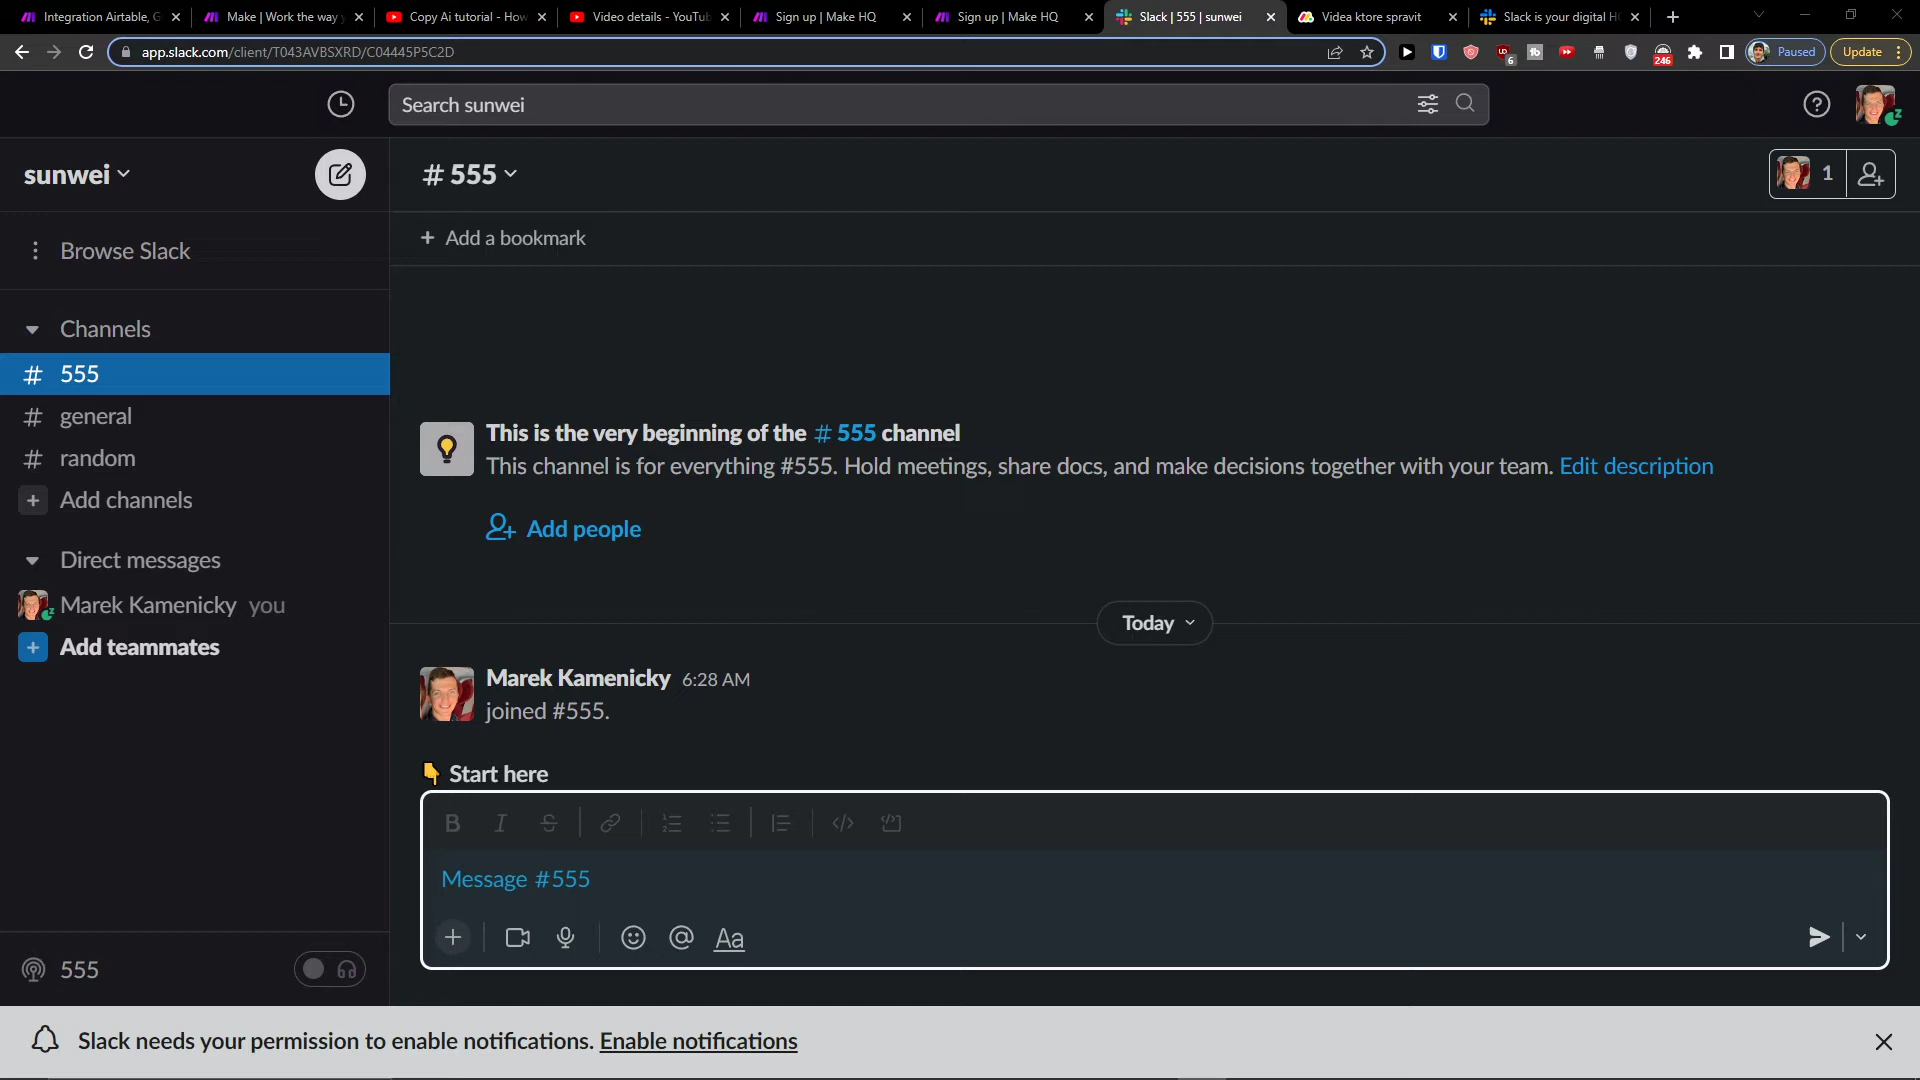 Integration Airtable, G
Make | Work the way y
Copy Ai tutorial - How
Video details - YouTub
Sign up | Make HQ
Sign up | Make HQ
Slack | 555 | sunwei
Videa ktore spravit
Slack is your digital H
app.slack.com/client/T043AVBSXRD/C04445P5C2D
6
246
Paused
Update
Search sunwei
sunwei
# 555
1
Browse Slack
+ Add a bookmark
Channels
# 555
# general
# random
+ Add channels
Direct messages
Marek Kamenicky you
+ Add teammates
This is the very beginning of the # 555 channel
This channel is for everything #555. Hold meetings, share docs, and make decisions together with your team. Edit description
Add people
Today
Marek Kamenicky 6:28 AM
joined #555.
Start here
B I S
Message #555
+ @ Aa
555
Slack needs your permission to enable notifications. Enable notifications